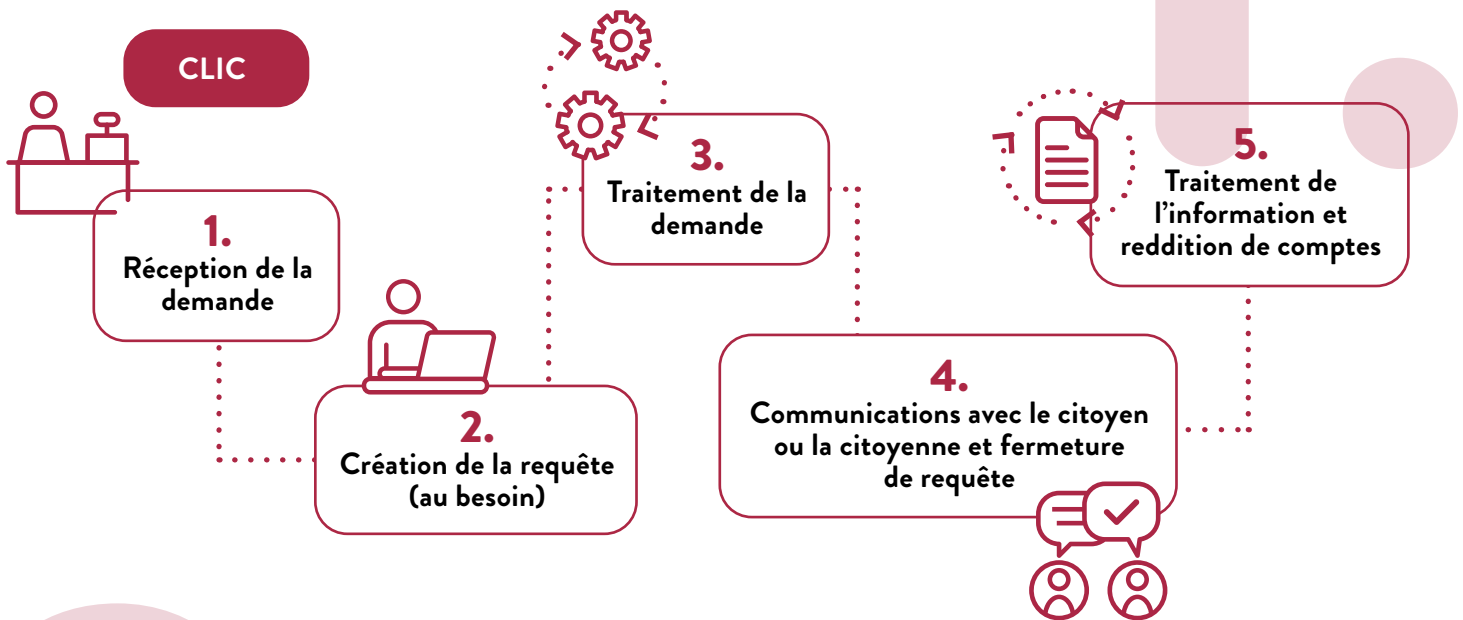 CLIC
1.
Réception de la
demande
2.
Création de la requête
(au besoin)
3.
Traitement de la
demande
4.
Communications avec le citoyen
ou la citoyenne et fermeture
de requête
5.
Traitement de
l’information et
reddition de comptes